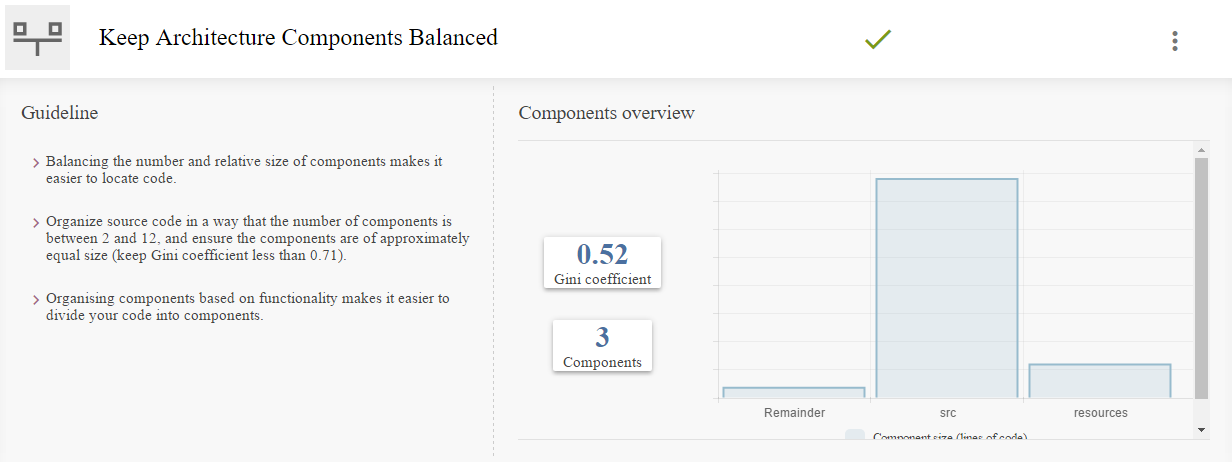 Keep Architecture Components Balanced
Guideline
Balancing the number and relative size of components makes it
easier to locate code.
Organize source code in a way that the number of components is
between 2 and 12, and ensure the components are of approximately
equal size (keep Gini coefficient less than 0.71).
Organising components based on functionality makes it easier to
divide your code into components.
Components overview
0.52
Gini coefficient
3
Components
Remainder
src
resources
Component size (lines of code)